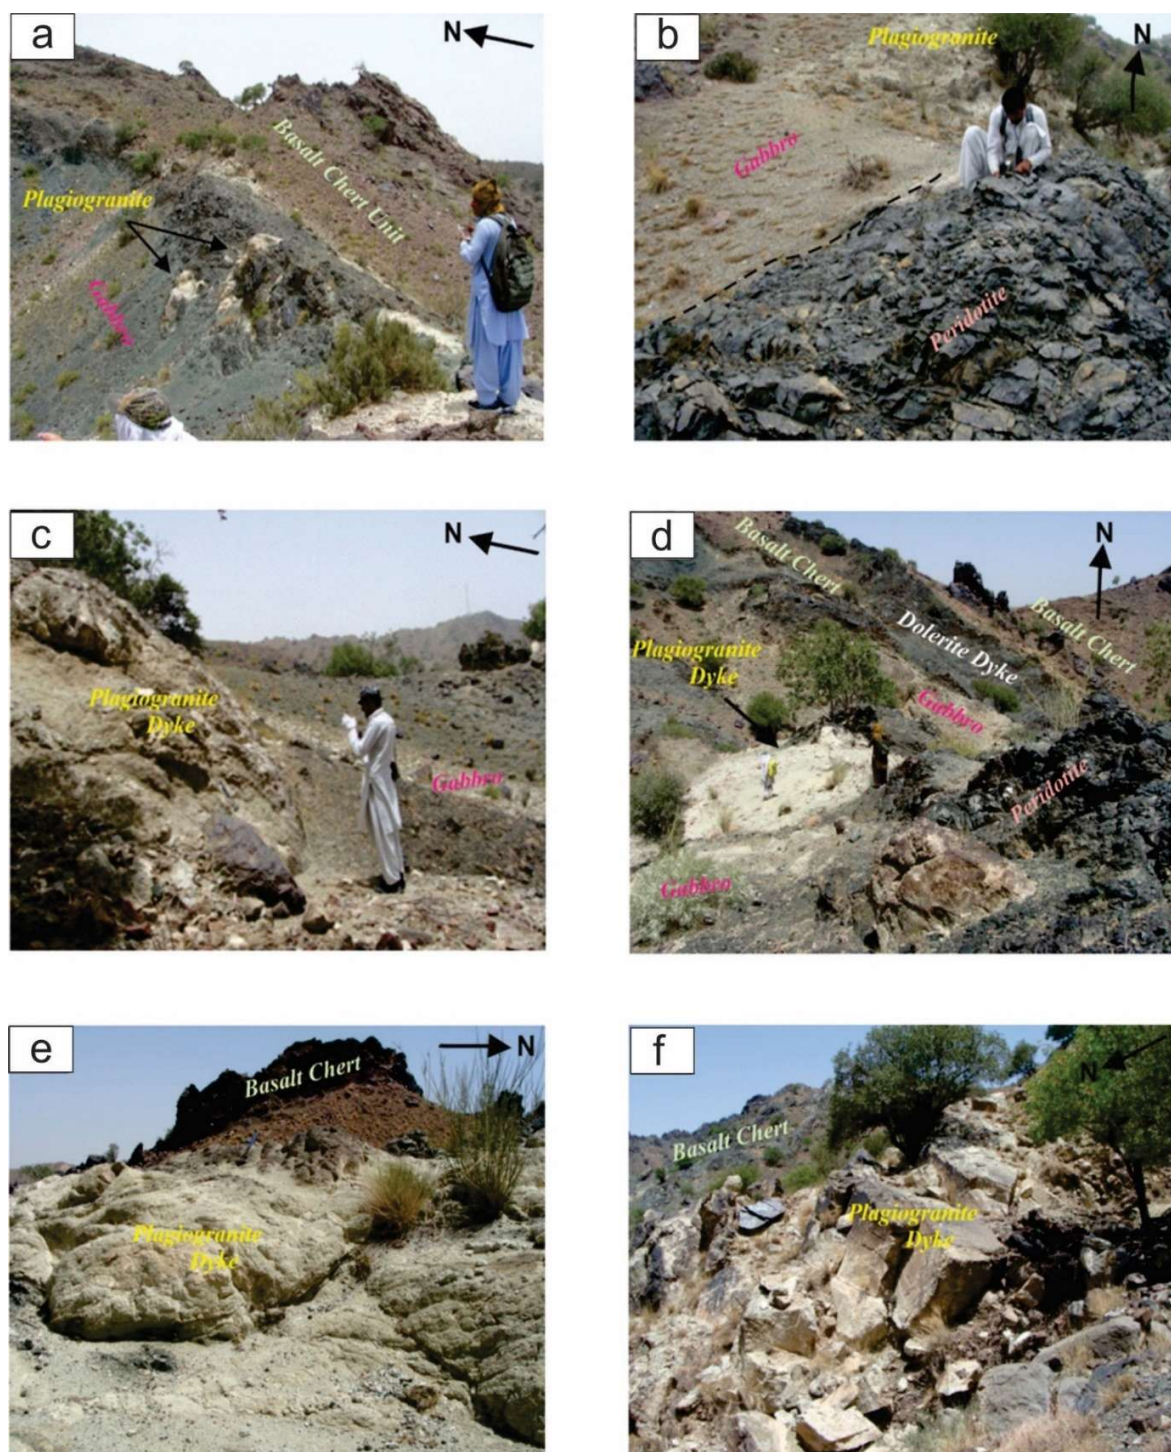 a
N
Plagiogranite
Basalt Chert Unit
Gabbro
b
Plagiogranite
N
Gabbro
Peridotite
c
N
Plagiogranite
Dyke
Gabbro
d
N
Basalt Chert
Dolerite Dyke
Basalt Chert
Plagiogranite
Dyke
Gabbro
Peridotite
Gabbro
e
N
Basalt Chert
Plagiogranite
Dyke
f
N
Basalt Chert
Plagiogranite
Dyke